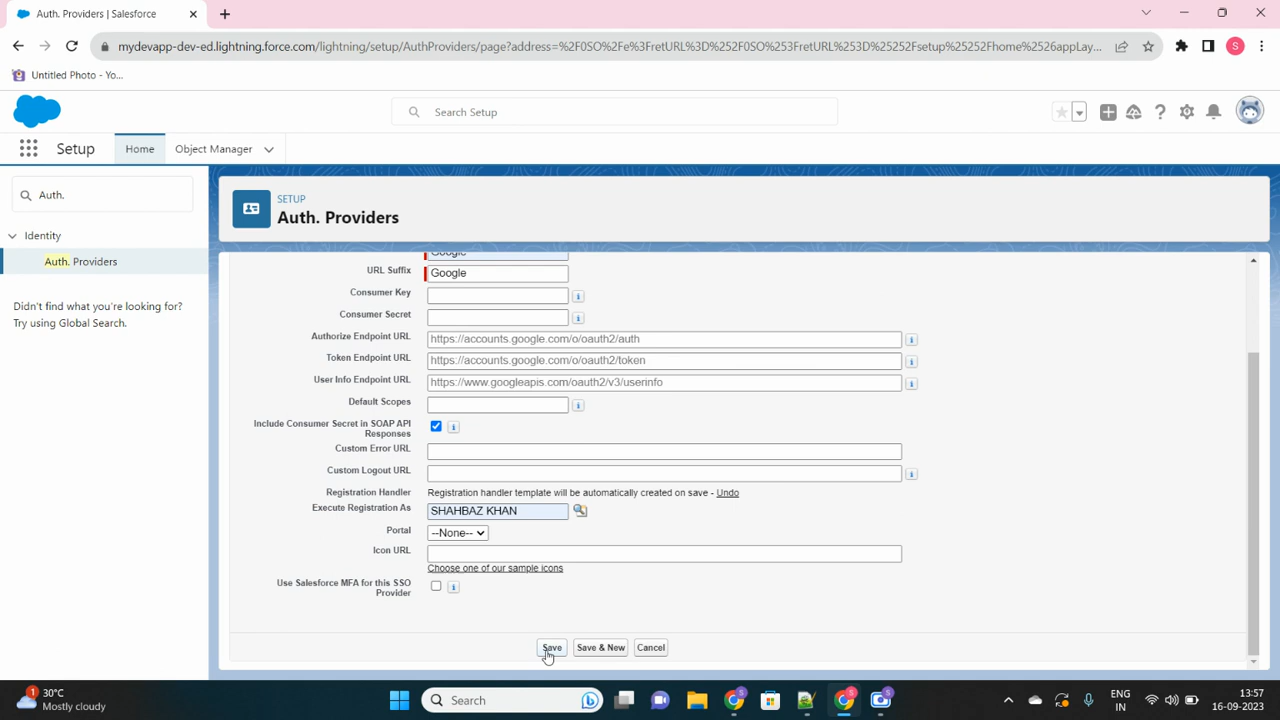 Auth. Providers | Salesforce
mydevapp-dev-ed.lightning.force.com/lightning/setup/AuthProviders/page?address=%2F0SO%2Fe%3FretURL%3D%252F0SO%253FretURL%253D%25252Fsetup%25252Fhome%2526appLay...
Untitled Photo - Yo...
Search Setup
Setup
Home
Object Manager
Auth.
Identity
Auth. Providers
Didn't find what you're looking for?
Try using Global Search.
SETUP
Auth. Providers
Google
URL Suffix
Google
Consumer Key
Consumer Secret
Authorize Endpoint URL
https://accounts.google.com/o/oauth2/auth
Token Endpoint URL
https://accounts.google.com/o/oauth2/token
User Info Endpoint URL
https://www.googleapis.com/oauth2/v3/userinfo
Default Scopes
Include Consumer Secret in SOAP API
Responses
Custom Error URL
Custom Logout URL
Registration Handler
Registration handler template will be automatically created on save - Undo
Execute Registration As
SHAHBAZ KHAN
Portal
--None--
Icon URL
Choose one of our sample icons
Use Salesforce MFA for this SSO
Provider
Save
Save & New
Cancel
30°C
Mostly cloudy
Search
ENG
IN
13:57
16-09-2023